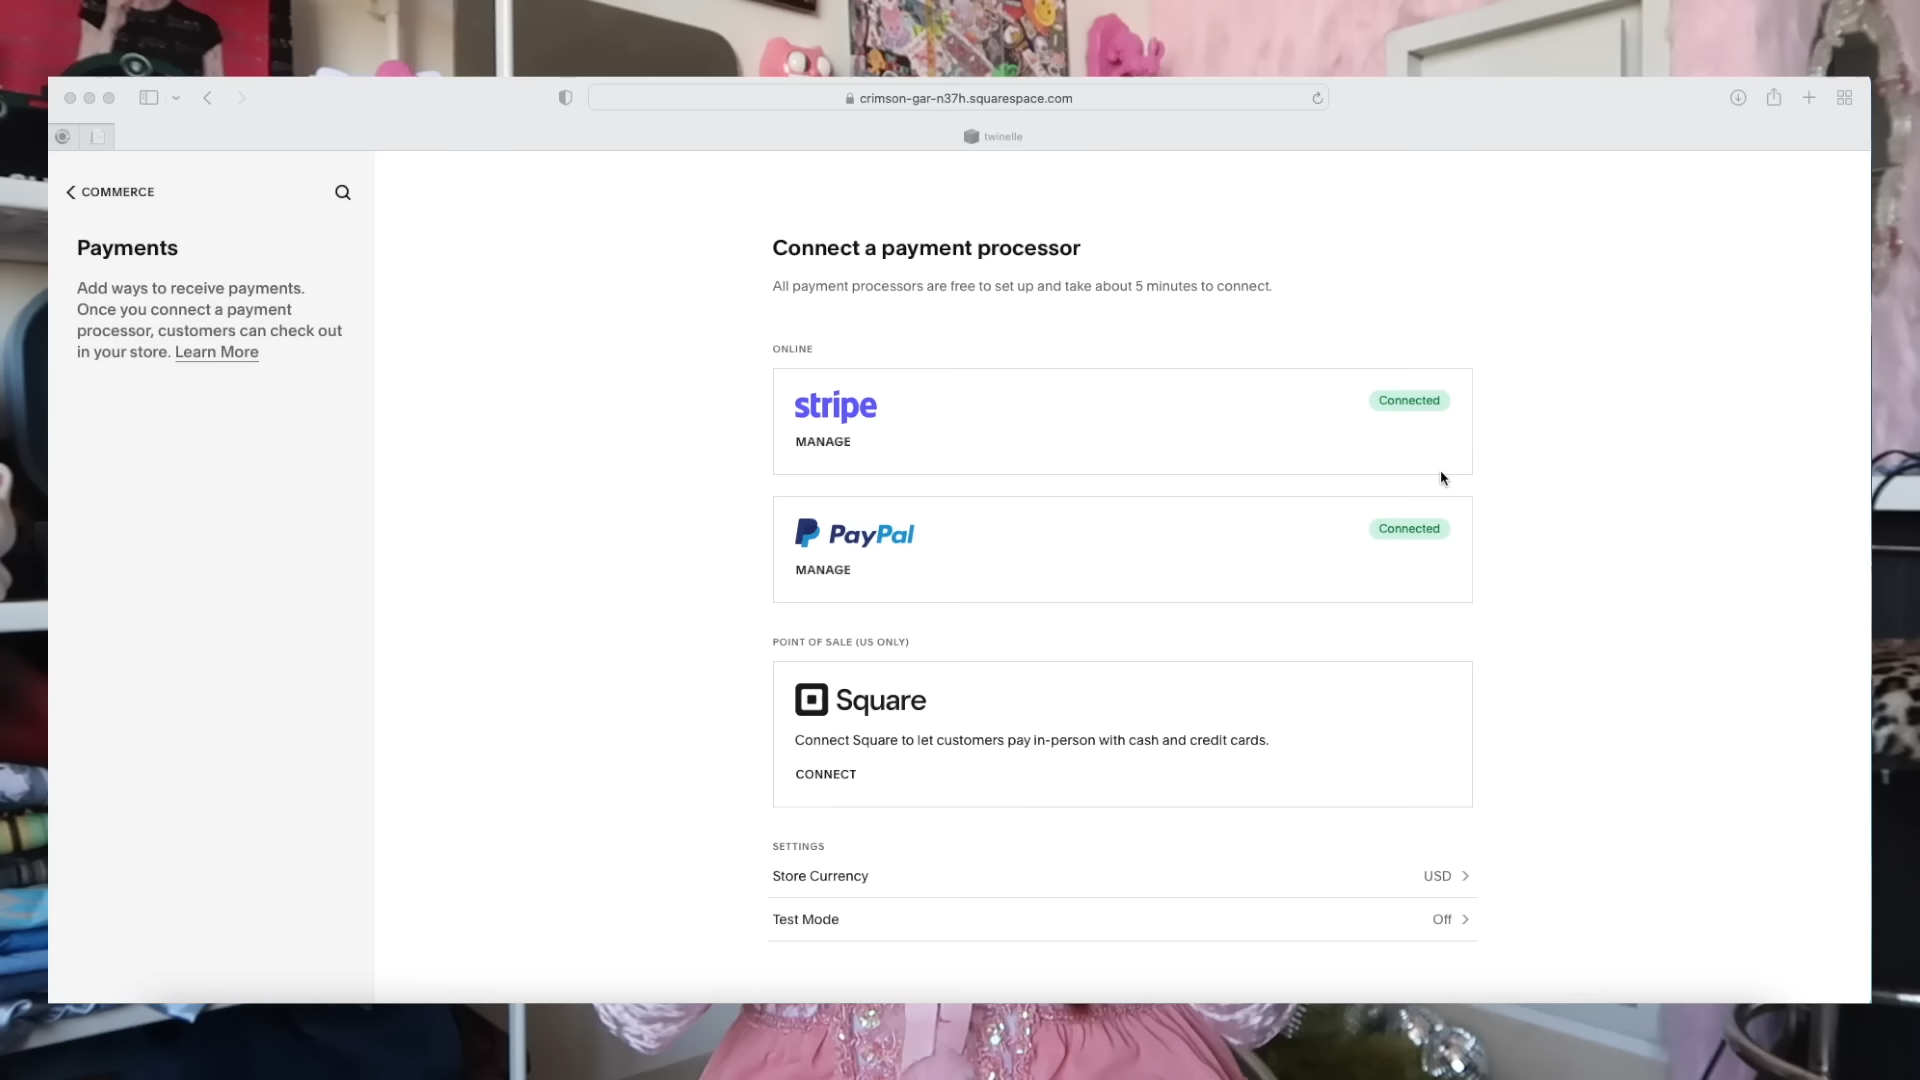 crimson-gar-n37h.squarespace.com
twinelle
COMMERCE
Payments
Add ways to receive payments.
Once you connect a payment
processor, customers can check out
in your store. Learn More
Connect a payment processor
All payment processors are free to set up and take about 5 minutes to connect.
ONLINE
stripe
Connected
MANAGE
PayPal
Connected
MANAGE
POINT OF SALE (US ONLY)
Square
Connect Square to let customers pay in-person with cash and credit cards.
CONNECT
SETTINGS
Store Currency USD
Test Mode Off